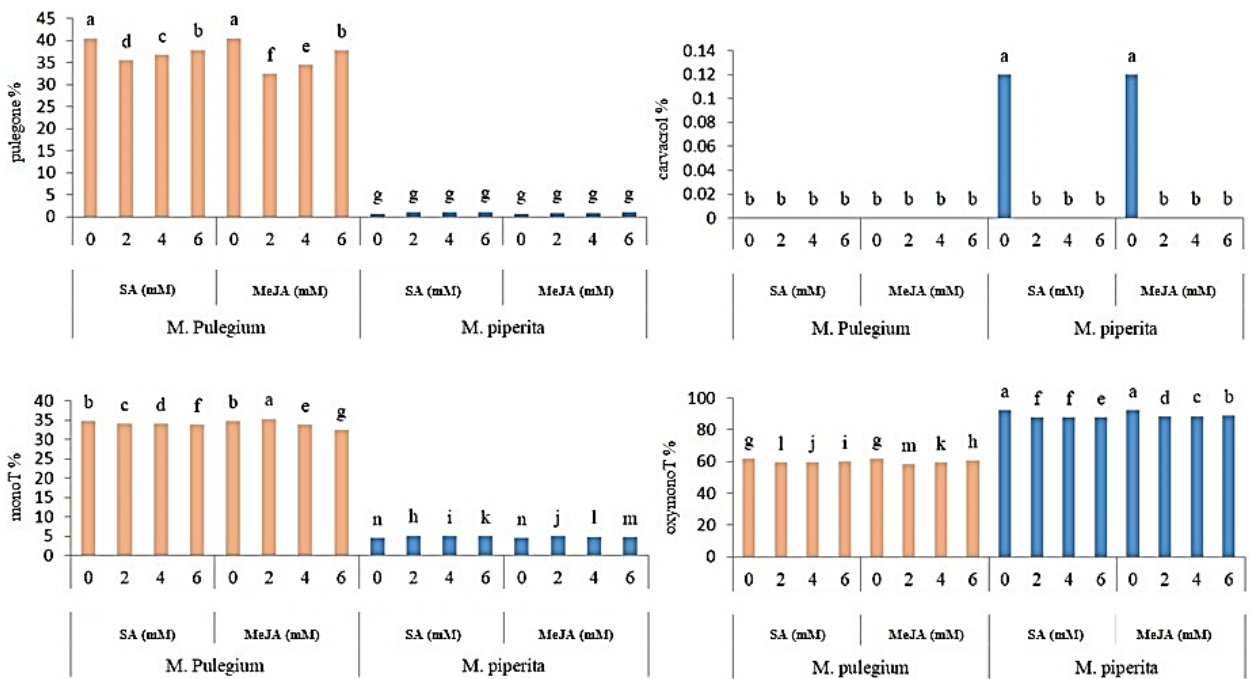 pulegone %
45
40
35
30
25
20
15
10
5
0
a d c b a f e b g g g g g g g g
0 2 4 6 0 2 4 6 0 2 4 6 0 2 4 6
SA (mM) MeJA (mM) SA (mM) MeJA (mM)
M. Pulegium M. piperita
carvacrol %
0.14
0.12
0.1
0.08
0.06
0.04
0.02
0
b b b b b b b b a b b b a b b b
0 2 4 6 0 2 4 6 0 2 4 6 0 2 4 6
SA (mM) MeJA (mM) SA (mM) MeJA (mM)
M. Pulegium M. piperita
monoT %
40
35
30
25
20
15
10
5
0
b c d f b a e g n h i k n j l m
0 2 4 6 0 2 4 6 0 2 4 6 0 2 4 6
SA (mM) MeJA (mM) SA (mM) MeJA (mM)
M. Pulegium M. piperita
oxymonoT %
100
80
60
40
20
0
g l j i g m k h a f f e a d c b
0 2 4 6 0 2 4 6 0 2 4 6 0 2 4 6
SA (mM) MeJA (mM) SA (mM) MeJA (mM)
M. pulegium M. piperita